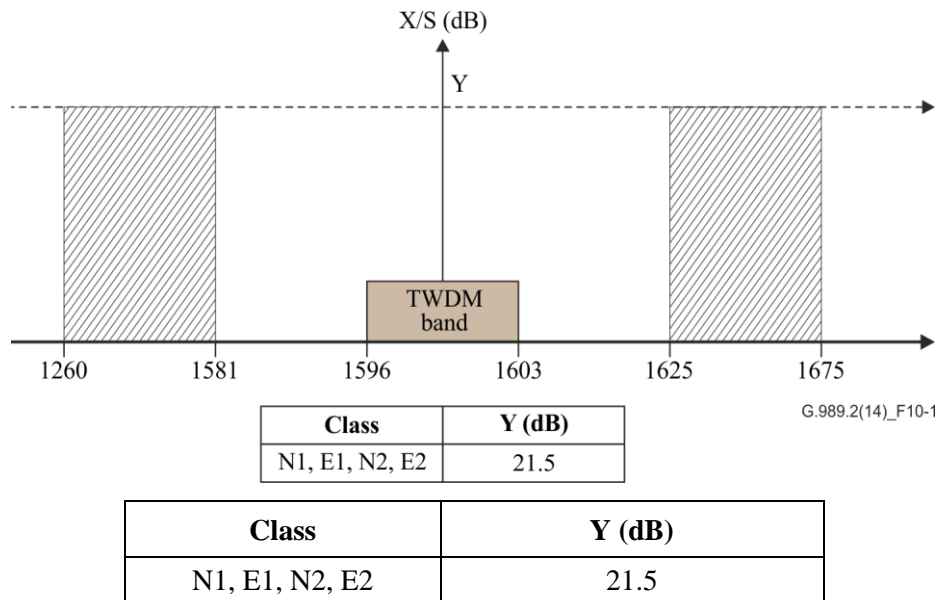 X/S (dB)
Y
TWDM
band
1260 1581 1596 1603 1625 1675
G.989.2(14)_F10-1
Class Y (dB)
N1, E1, N2, E2 21.5
Class Y (dB)
N1, E1, N2, E2 21.5